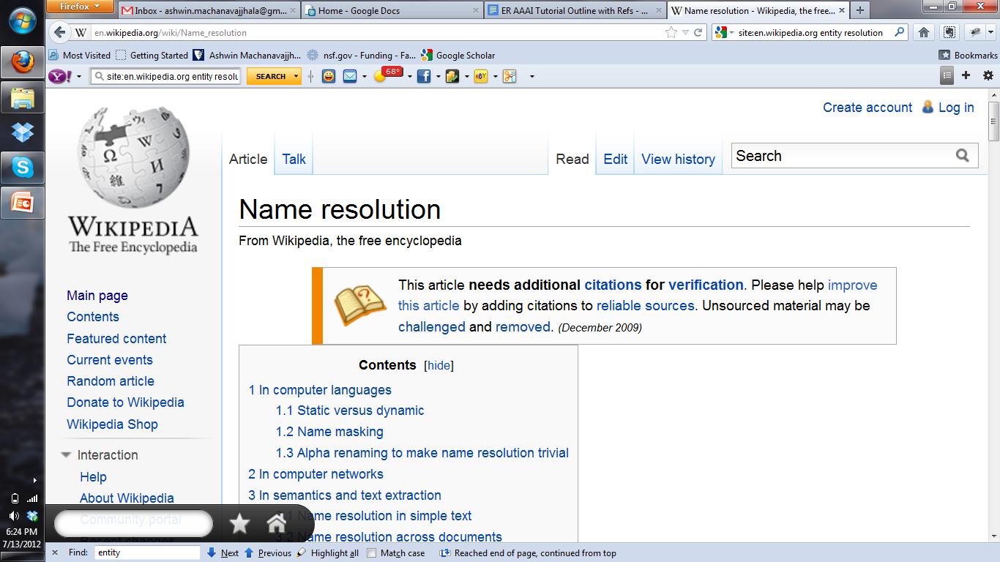 Firefox
Inbox - ashwin.machanavajjhala@gm...
Home - Google Docs
ER AAAI Tutorial Outline with Refs - ...
Name resolution - Wikipedia, the free...
en.wikipedia.org/wiki/Name_resolution
site:en.wikipedia.org entity resolution
Most Visited
Getting Started
Ashwin Machanavajjh...
nsf.gov - Funding - Fa...
Google Scholar
Bookmarks
Y!
site:en.wikipedia.org entity resolu
SEARCH
68°
ebY
Create account
Log in
Article
Talk
Read
Edit
View history
Search
WIKIPEDIA
The Free Encyclopedia
Name resolution
From Wikipedia, the free encyclopedia
This article needs additional citations for verification. Please help improve
this article by adding citations to reliable sources. Unsourced material may be
challenged and removed. (December 2009)
Main page
Contents
Featured content
Current events
Random article
Donate to Wikipedia
Wikipedia Shop
Interaction
Help
About Wikipedia
Community portal
Recent changes
Contents [hide]
1 In computer languages
1.1 Static versus dynamic
1.2 Name masking
1.3 Alpha renaming to make name resolution trivial
2 In computer networks
3 In semantics and text extraction
Name resolution in simple text
3.2 Name resolution across documents
6:24 PM
7/13/2012
Find: entity
Next
Previous
Highlight all
Match case
Reached end of page, continued from top